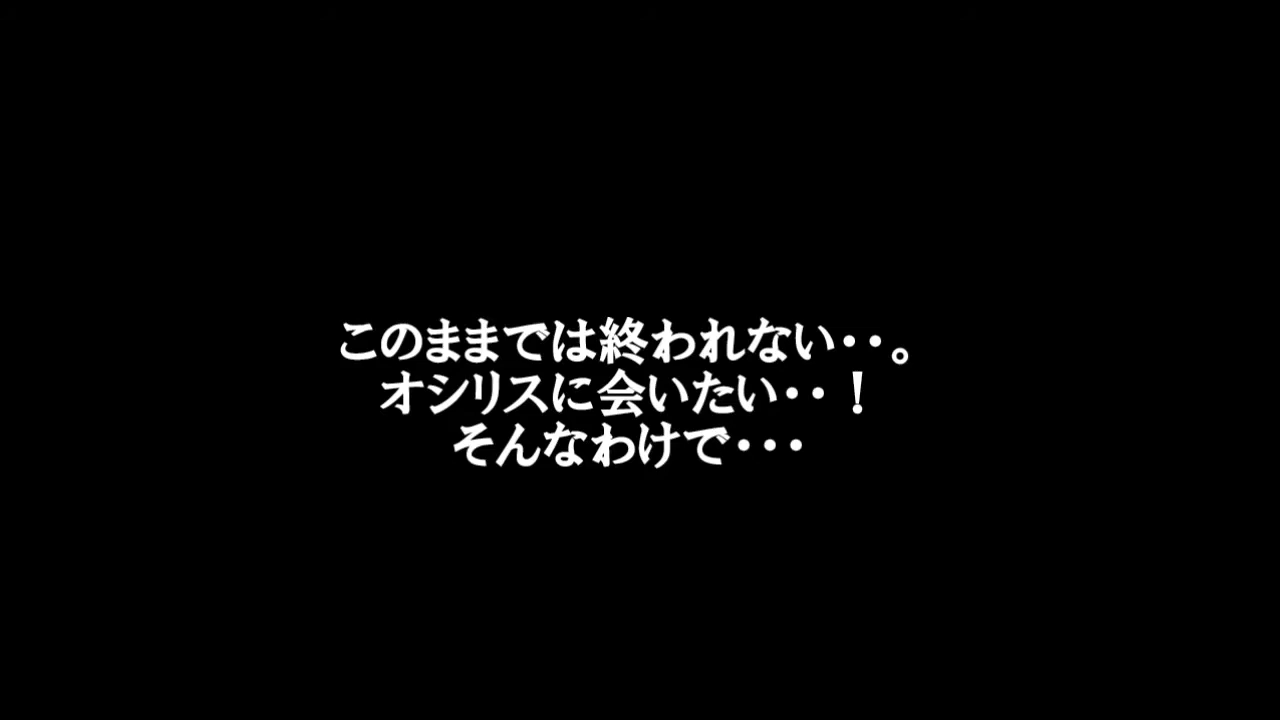 このままでは終われない・・。
オシリスに会いたい・・！
そんなわけで・・・